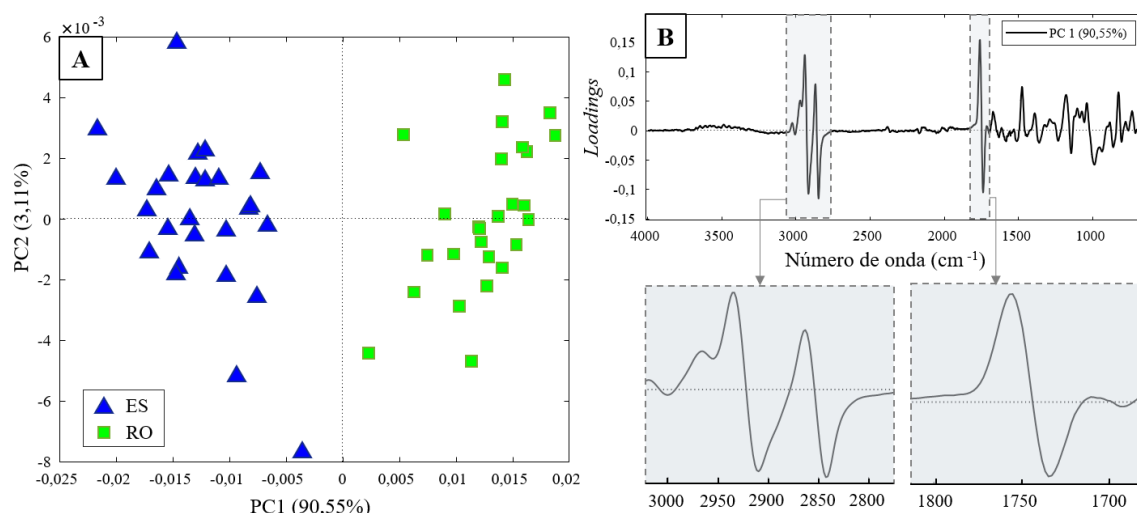 A
×10⁻³
6
4
2
0
-2
-4
-6
-8
PC2 (3,11%)
ES
RO
-0,025 -0,02 -0,015 -0,01 -0,005 0 0,005 0,01 0,015 0,02
PC1 (90,55%)
B
PC 1 (90,55%)
0,15
0,1
0,05
0
-0,05
-0,1
-0,15
Loadings
4000 3500 3000 2500 2000 1500 1000
Número de onda (cm⁻¹)
3000 2950 2900 2850 2800
1800 1750 1700